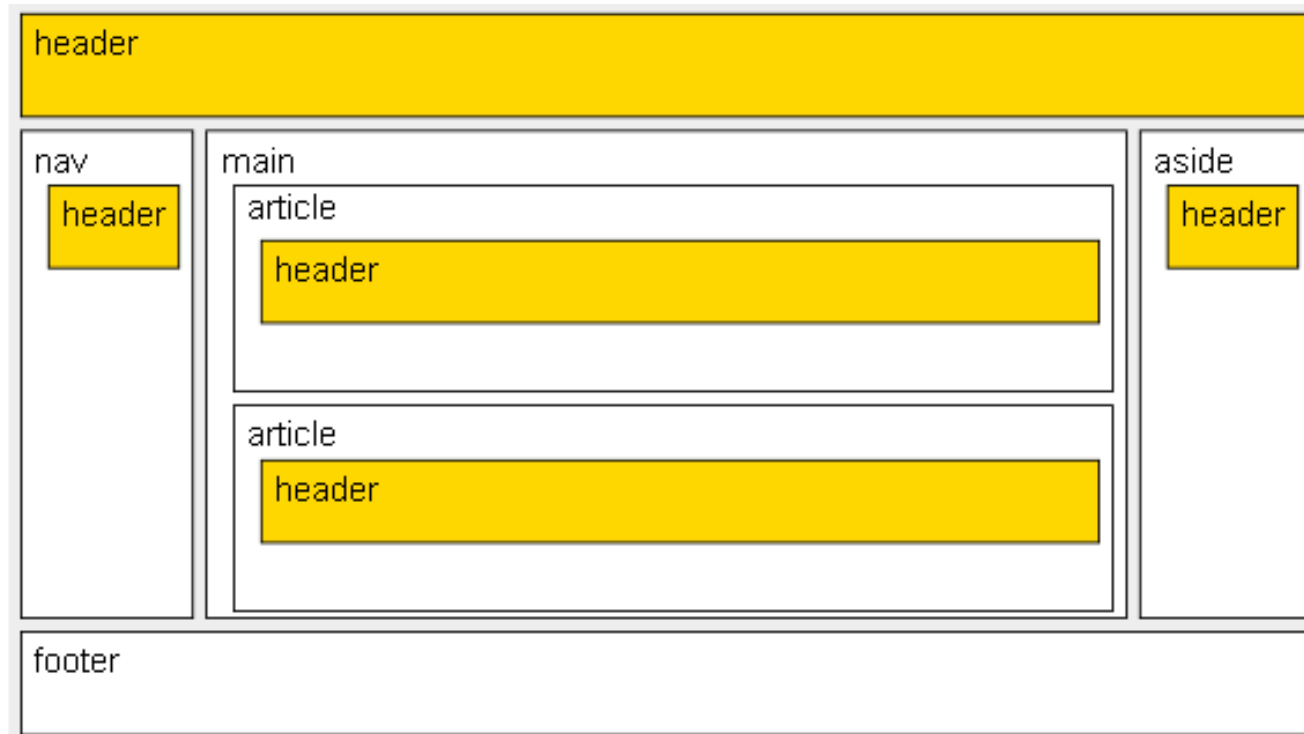 header
nav
header
main
article
header
article
header
aside
header
footer